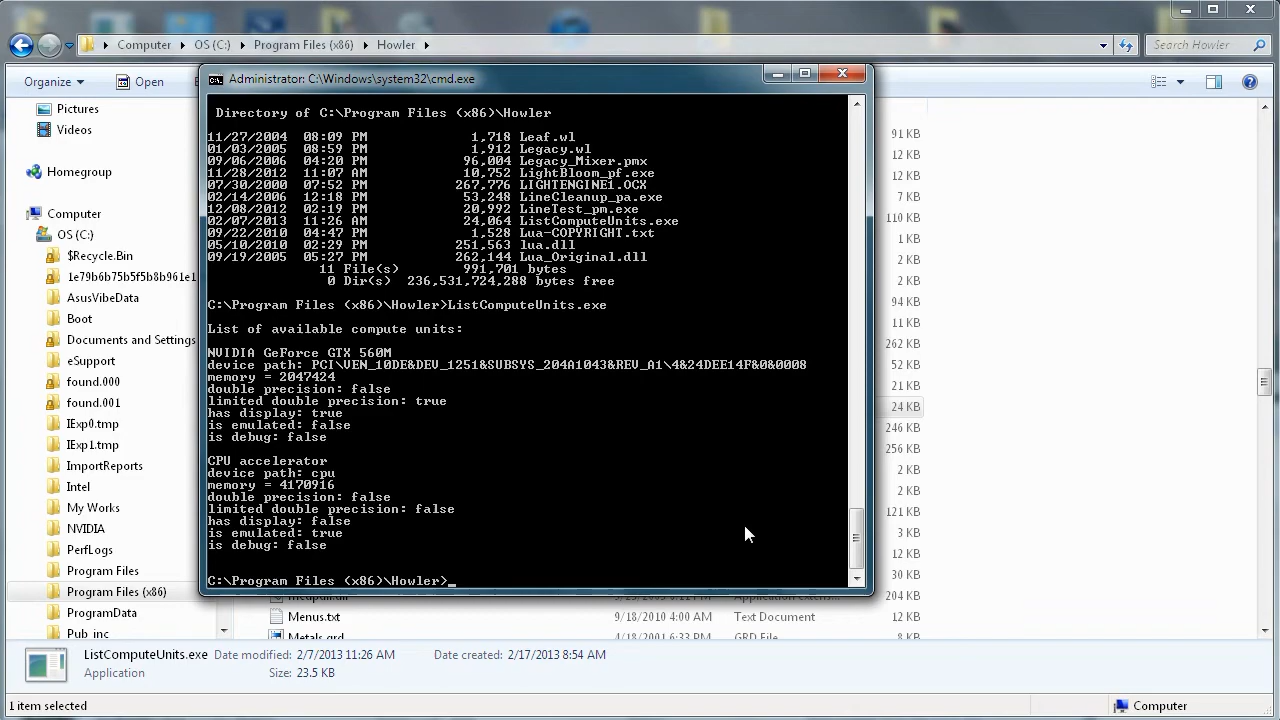 Computer
OS (C:)
Program Files (x86)
Howler
Search Howler
Organize
Open
Administrator: C:\Windows\system32\cmd.exe
Pictures
Videos
Homegroup
Computer
OS (C:)
$Recycle.Bin
1e79b6b75b5f5b8b961e1
AsusVibeData
Boot
Documents and Settings
eSupport
found.000
found.001
IExp0.tmp
IExp1.tmp
ImportReports
Intel
My Works
NVIDIA
PerfLogs
Program Files
Program Files (x86)
ProgramData
Pub_inc
Directory of C:\Program Files (x86)\Howler
11/27/2004 08:09 PM 1,718 Leaf.wl
01/03/2005 08:59 PM 1,912 Legacy.wl
09/06/2006 04:20 PM 96,004 Legacy_Mixer.pmx
11/28/2012 11:07 AM 10,752 LightBloom_pf.exe
07/30/2000 07:52 PM 267,776 LIGHTENGINE1.OCX
02/14/2006 12:18 PM 53,248 LineCleanup_pa.exe
12/08/2012 02:19 PM 20,992 LineTest_pm.exe
02/07/2013 11:26 AM 24,064 ListComputeUnits.exe
09/22/2010 04:47 PM 1,528 Lua-COPYRIGHT.txt
05/10/2010 02:29 PM 251,563 lua.dll
09/19/2005 05:27 PM 262,144 Lua_Original.dll
11 File(s) 991,701 bytes
0 Dir(s) 236,531,724,288 bytes free
C:\Program Files (x86)\Howler>ListComputeUnits.exe
List of available compute units:
NVIDIA GeForce GTX 560M
device path: PCI\VEN_10DE&DEV_1251&SUBSYS_204A1043&REV_A1\4&24DEE14F&0&0008
memory = 2047424
double precision: false
limited double precision: true
has display: true
is emulated: false
is debug: false
CPU accelerator
device path: cpu
memory = 4170916
double precision: false
limited double precision: false
has display: false
is emulated: true
is debug: false
C:\Program Files (x86)\Howler>_
91 KB
12 KB
12 KB
7 KB
110 KB
1 KB
2 KB
2 KB
94 KB
11 KB
262 KB
52 KB
21 KB
24 KB
246 KB
256 KB
2 KB
2 KB
121 KB
3 KB
12 KB
30 KB
204 KB
Menus.txt 9/18/2010 4:00 AM Text Document 2 KB
Metals.grd 4/18/2001 6:33 PM GRD File 8 KB
ListComputeUnits.exe Date modified: 2/7/2013 11:26 AM Date created: 2/17/2013 8:54 AM
Application Size: 23.5 KB
1 item selected
Computer